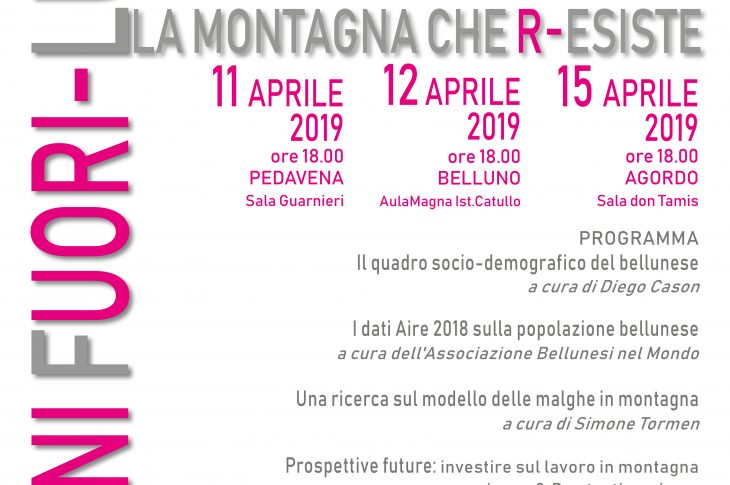 LA MONTAGNA CHE R-ESISTE
11 APRILE
2019
ore 18.00
PEDAVENA
Sala Guarnieri
12 APRILE
2019
ore 18.00
BELLUNO
AulaMagna Ist.Catullo
15 APRILE
2019
ore 18.00
AGORDO
Sala don Tamis
PROGRAMMA
Il quadro socio-demografico del bellunese
a cura di Diego Cason
I dati Aire 2018 sulla popolazione bellunese
a cura dell'Associazione Bellunesi nel Mondo
Una ricerca sul modello delle malghe in montagna
a cura di Simone Tormen
Prospettive future: investire sul lavoro in montagna
NI FUORI-L